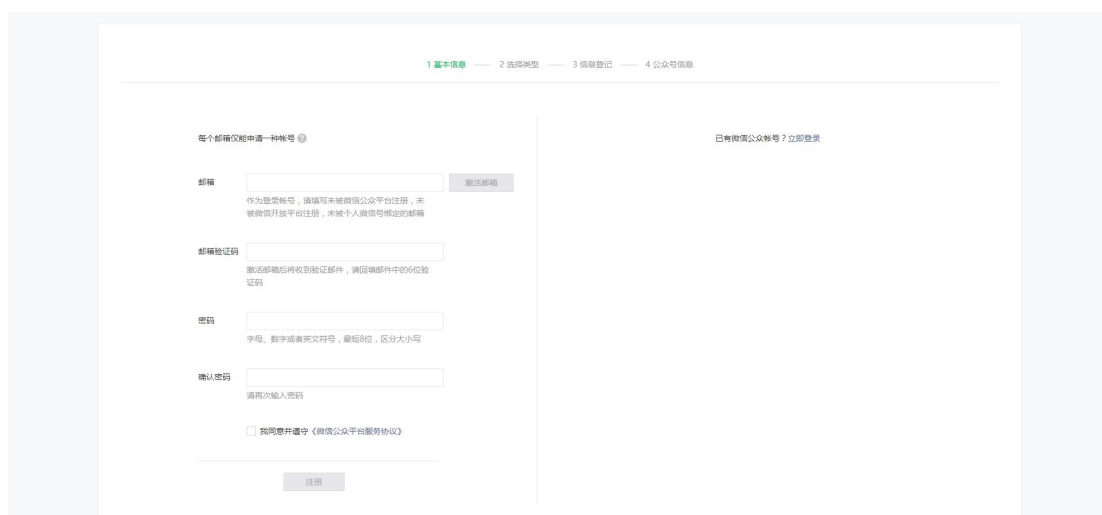 1 基本信息 —— 2 选择类型 —— 3 信息登记 —— 4 公众号信息
每个邮箱仅能申请一种帐号
已有微信公众帐号？立即登录
邮箱
激活邮箱
作为登录帐号，请填写未被微信公众平台注册，未
被微信开放平台注册，未被个人微信号绑定的邮箱
邮箱验证码
激活邮箱后将收到验证邮件，请回填邮件中的6位验
证码
密码
字母、数字或者英文符号，最短8位，区分大小写
确认密码
请再次输入密码
我同意并遵守《微信公众平台服务协议》
注册